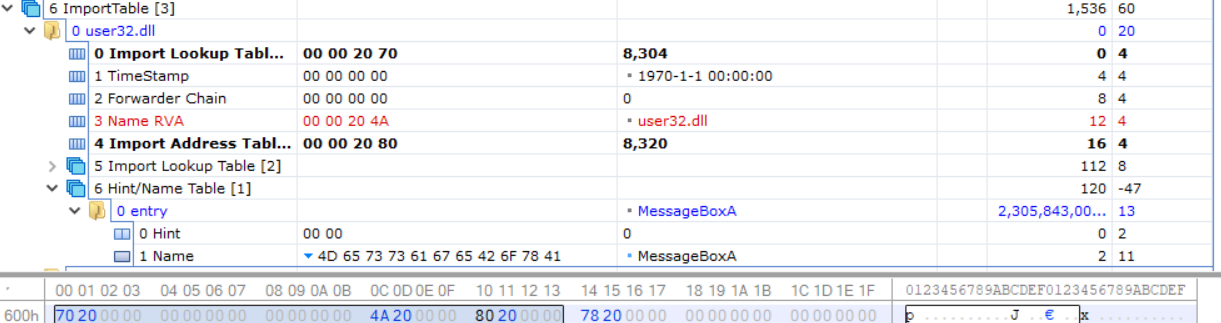 6 ImportTable [3] 1,536 60
0 user32.dll 0 20
0 Import Lookup Tabl... 00 00 20 70 8,304 0 4
1 TimeStamp 00 00 00 00 1970-1-1 00:00:00 4 4
2 Forwarder Chain 00 00 00 00 0 8 4
3 Name RVA 00 00 20 4A user32.dll 12 4
4 Import Address Tabl... 00 00 20 80 8,320 16 4
5 Import Lookup Table [2] 112 8
6 Hint/Name Table [1] 120 -47
0 entry MessageBoxA 2,305,843,00... 13
0 Hint 00 00 0 2
1 Name 4D 65 73 73 61 67 65 42 6F 78 41 MessageBoxA 2 11
00 01 02 03 04 05 06 07 08 09 0A 0B 0C 0D 0E 0F 10 11 12 13 14 15 16 17 18 19 1A 1B 1C 1D 1E 1F 0123456789ABCDEF0123456789ABCDEF
600h 70 20 00 00 00 00 00 00 00 00 00 00 4A 20 00 00 80 20 00 00 78 20 00 00 00 00 00 00 00 00 00 00 p ..........J ..€ ..x ..........